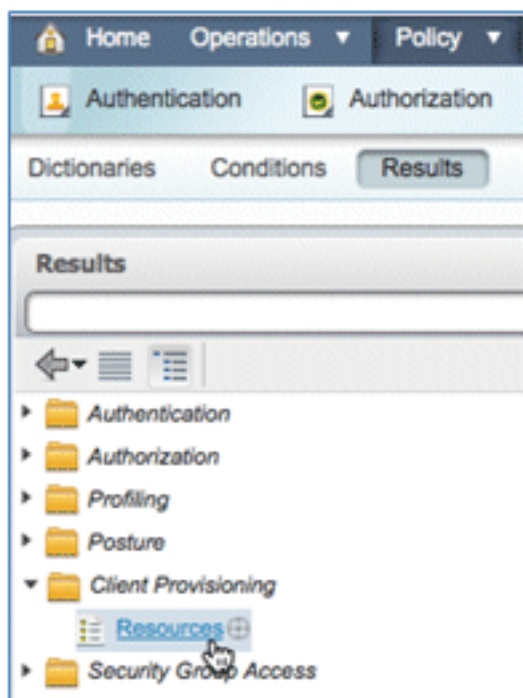 Home Operations Policy
Authentication Authorization
Dictionaries Conditions Results
Results
Authentication
Authorization
Profiling
Posture
Client Provisioning
Resources
Security Group Access